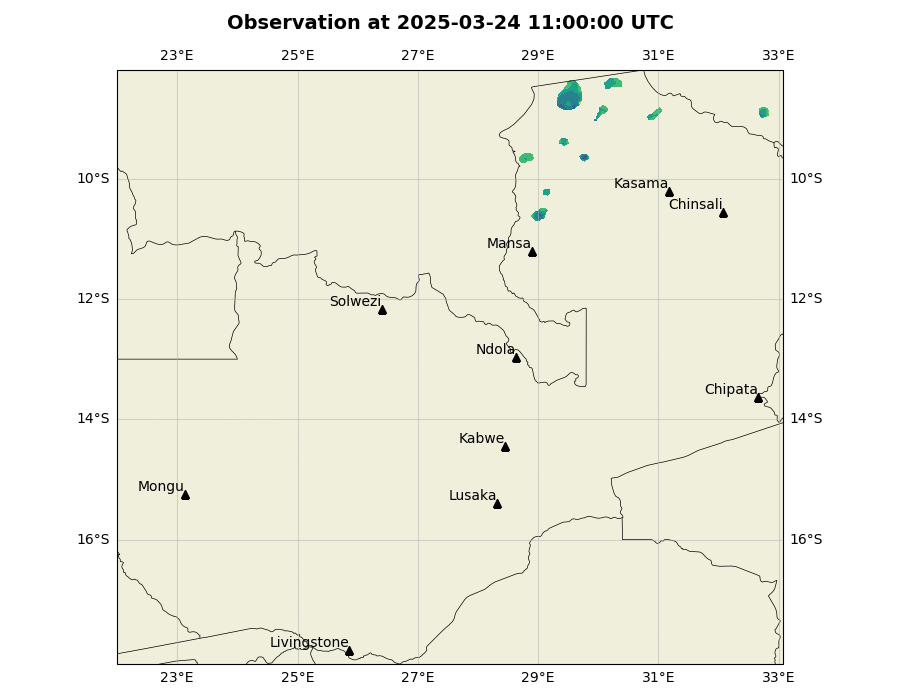 Observation at 2025-03-24 11:00:00 UTC
23°E 25°E 27°E 29°E 31°E 33°E
10°S 10°S
Kasama
Chinsali
Mansa
12°S 12°S
Solwezi
Ndola
Chipata
14°S 14°S
Kabwe
Mongu
Lusaka
16°S 16°S
Livingstone
23°E 25°E 27°E 29°E 31°E 33°E